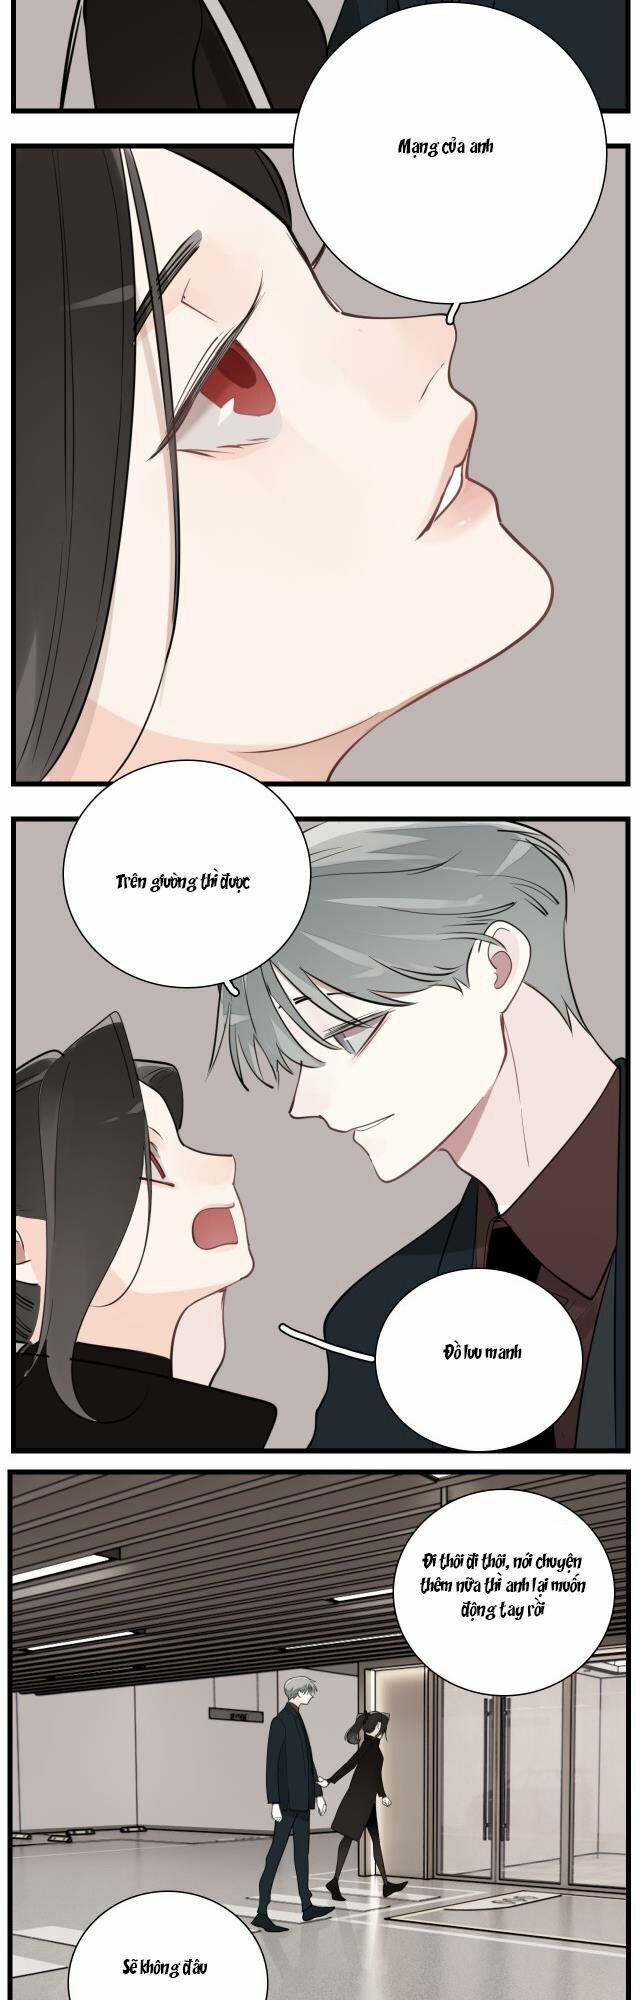 Mạng của anh
Trên giường thì được
Đồ lưu manh
Đi thôi đi thôi, nói chuyện
thêm nữa thì anh lại muốn
động tay rồi
Sẽ không đâu